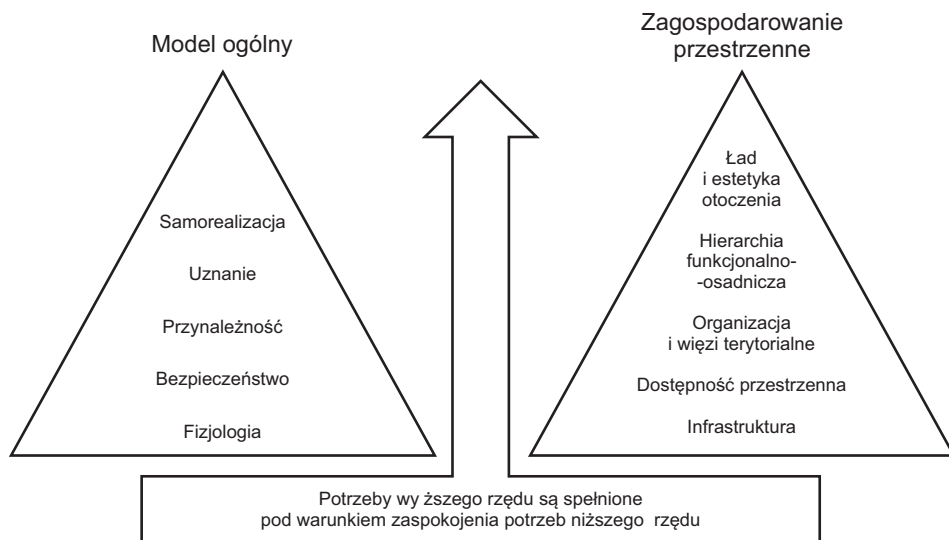 Model ogólny
Samorealizacja
Uznanie
Przynależność
Bezpieczeństwo
Fizjologia
Zagospodarowanie
przestrzenne
Ład
i estetyka
otoczenia
Hierarchia
funkcjonalno-
-osadnicza
Organizacja
i więzi terytorialne
Dostępność przestrzenna
Infrastruktura
Potrzeby wy ższego rzędu są spełnione
pod warunkiem zaspokojenia potrzeb niższego rzędu